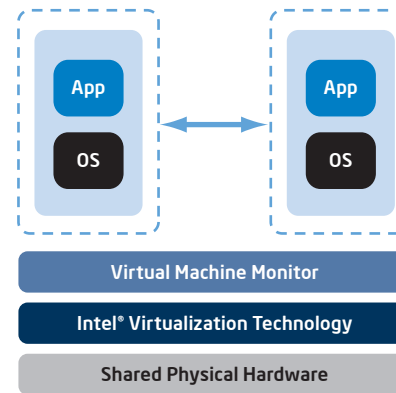 App
App
OS
OS
Virtual Machine Monitor
Intel® Virtualization Technology
Shared Physical Hardware